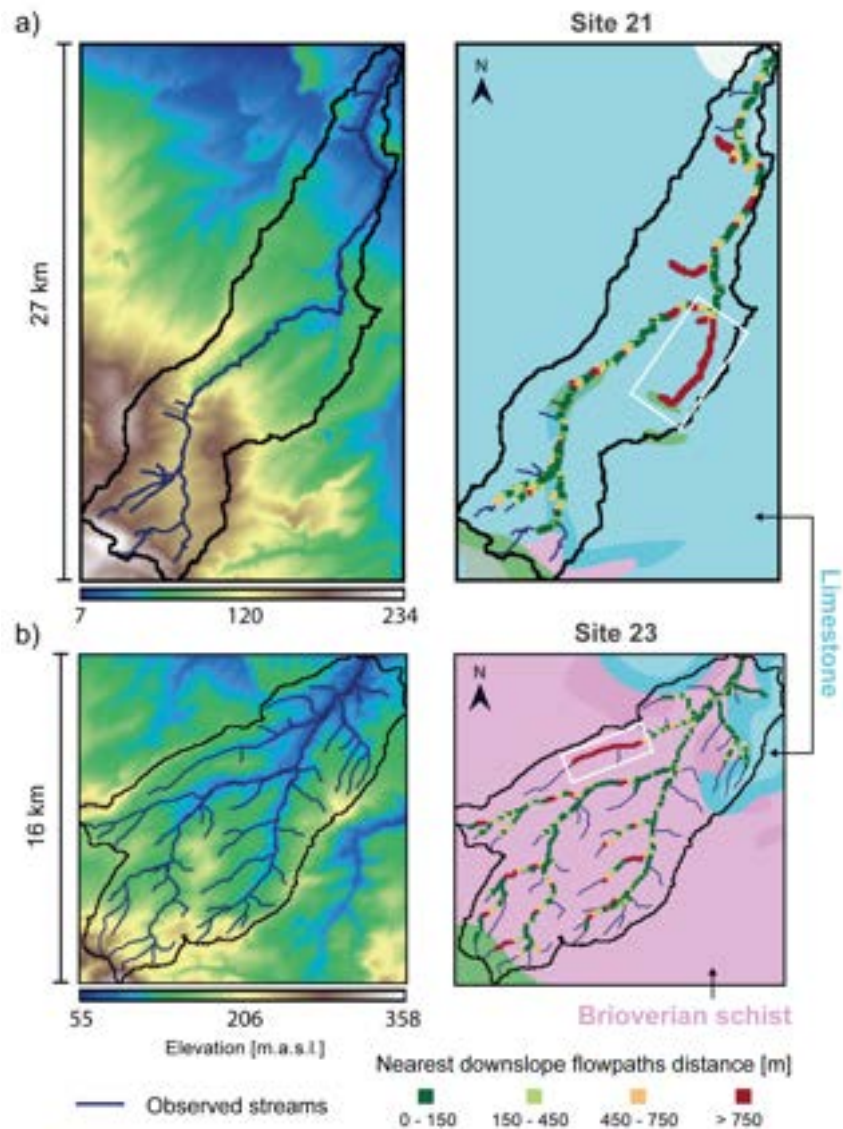 a)
Site 21
N
27 km
7 120 234
Limestone
b)
Site 23
N
16 km
55 206 358
Elevation [m.a.s.l.]
Brioverian schist
Nearest downslope flowpaths distance [m]
Observed streams
0 - 150 150 - 450 450 - 750 > 750